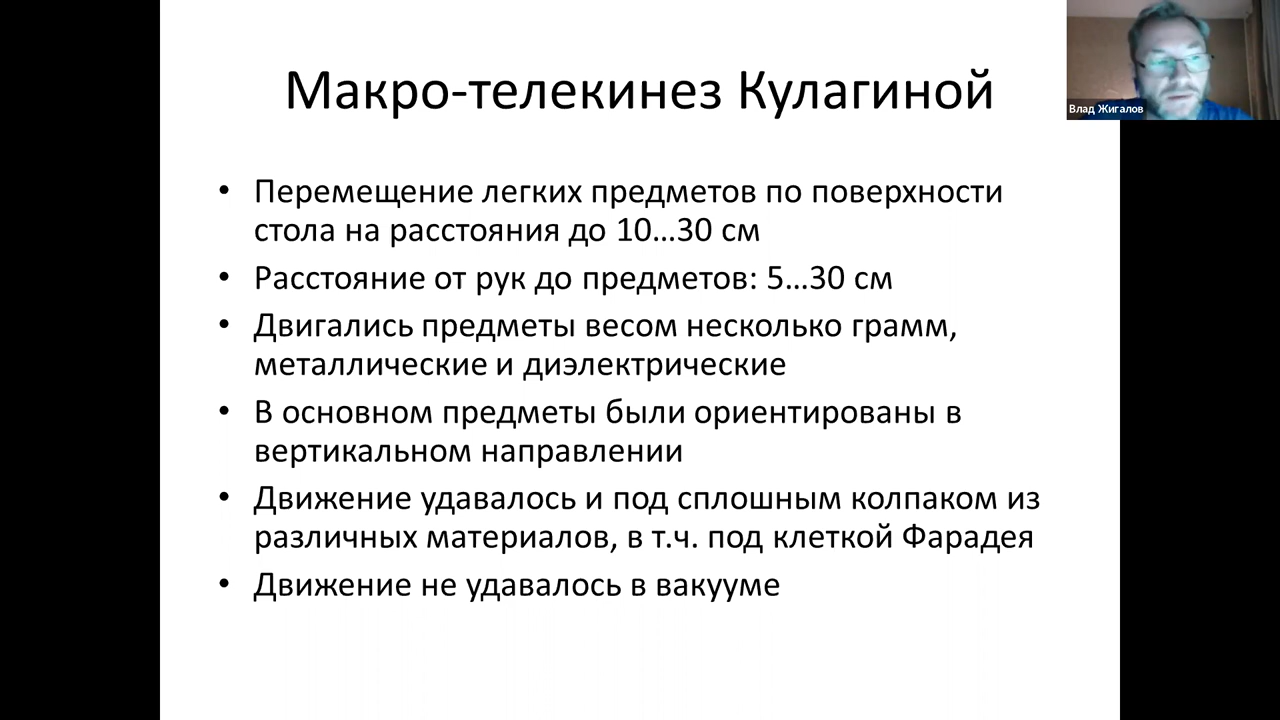 Макро-телекинез Кулагиной
Влад Жигалов
• Перемещение легких предметов по поверхности
стола на расстояния до 10...30 см
• Расстояние от рук до предметов: 5...30 см
• Двигались предметы весом несколько грамм,
металлические и диэлектрические
• В основном предметы были ориентированы в
вертикальном направлении
• Движение удавалось и под сплошным колпаком из
различных материалов, в т.ч. под клеткой Фарадея
• Движение не удавалось в вакууме